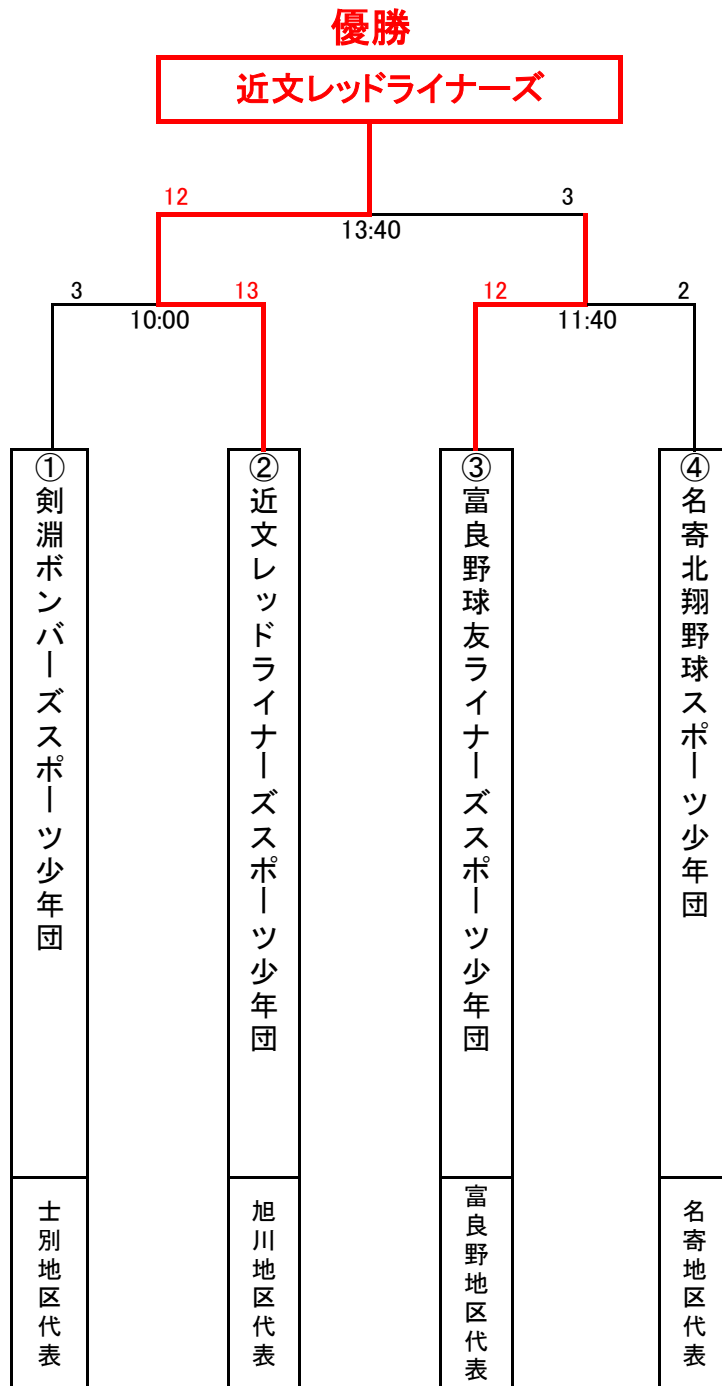 優勝
近文レッドライナーズ
12
3
13:40
3
13
12
2
10:00
11:40
①剣淵ボンバーズスポーツ少年団
②近文レッドライナーズスポーツ少年団
③富良野球友ライナーズスポーツ少年団
④名寄北翔野球スポーツ少年団
士別地区代表
旭川地区代表
富良野地区代表
名寄地区代表